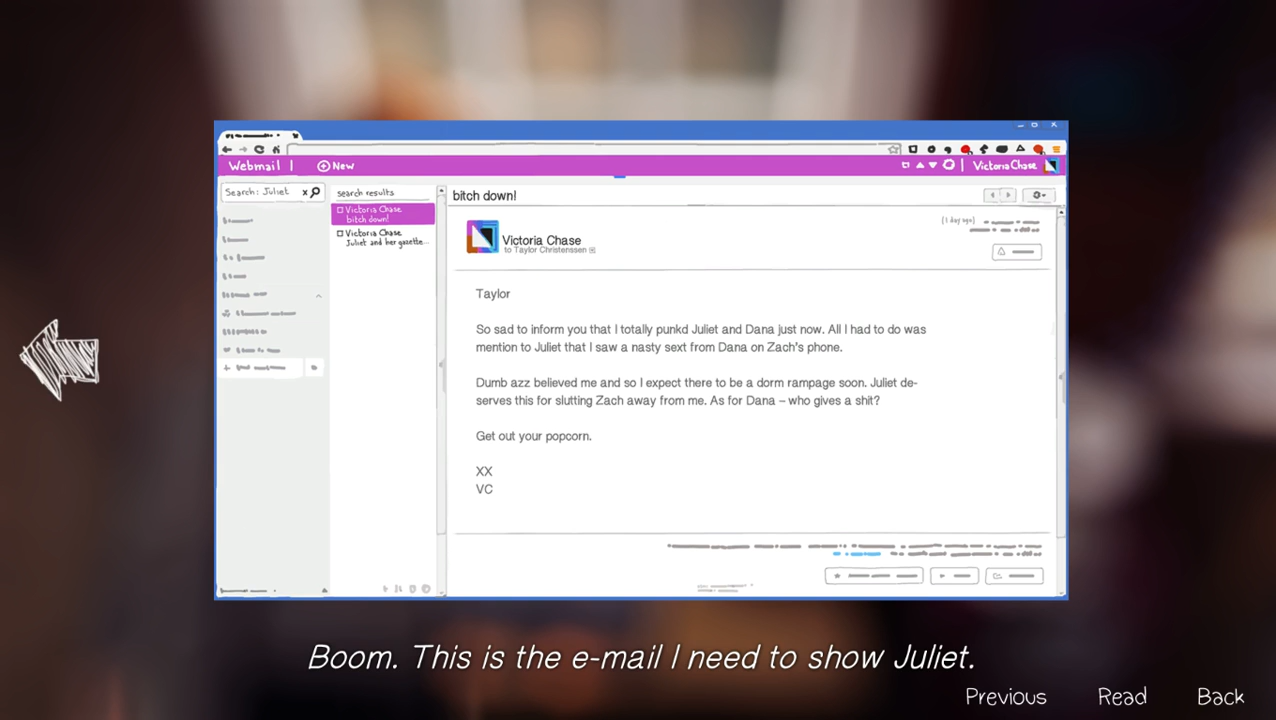 Webmail |
New
Victoria Chase
Search: Juliet x
search results
Victoria Chase
bitch down!
Victoria Chase
Juliet and her gazette...
bitch down!
(1 day ago)
Victoria Chase
to Taylor Christenssen
Taylor
So sad to inform you that I totally punkd Juliet and Dana just now. All I had to do was
mention to Juliet that I saw a nasty sext from Dana on Zach's phone.
Dumb azz believed me and so I expect there to be a dorm rampage soon. Juliet de-
serves this for slutting Zach away from me. As for Dana – who gives a shit?
Get out your popcorn.
XX
VC
Boom. This is the e-mail I need to show Juliet.
Previous
Read
Back